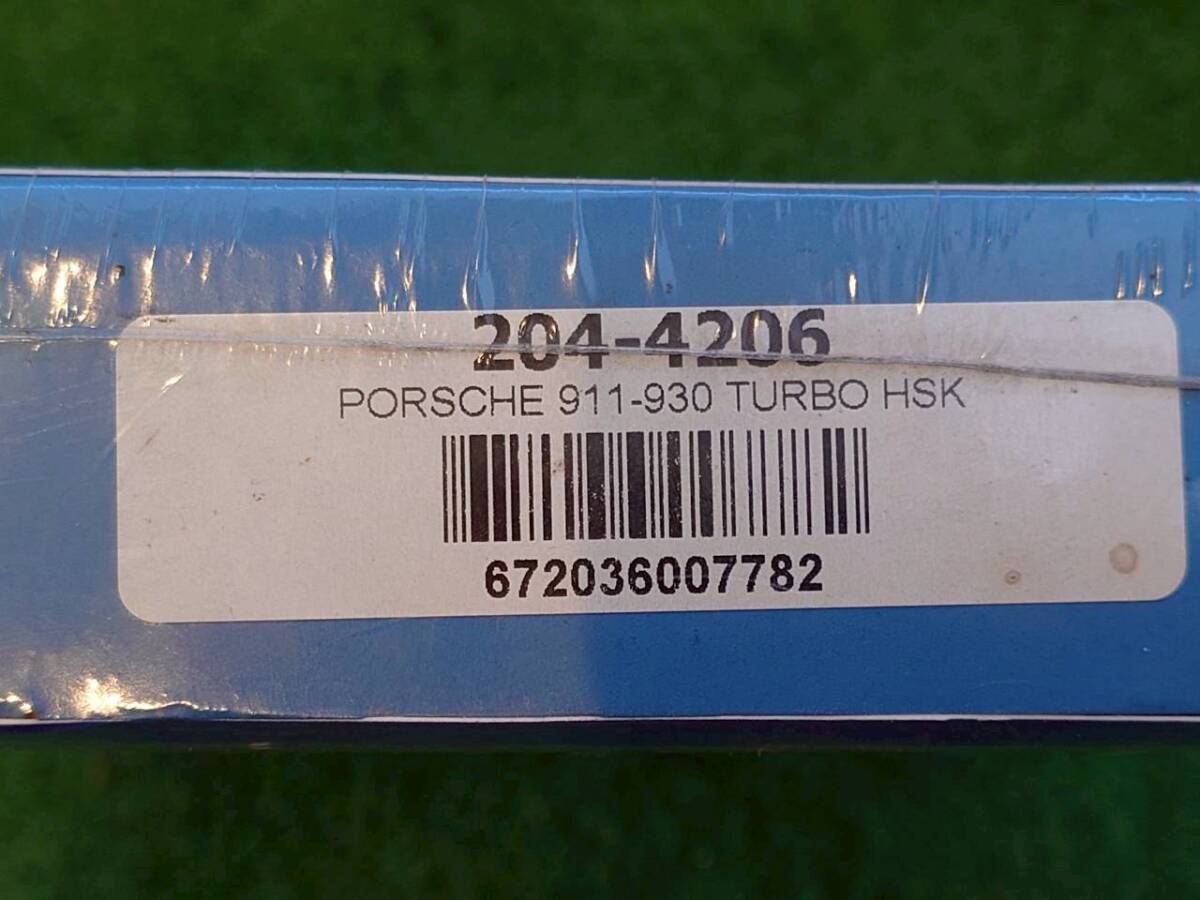 204-4206
PORSCHE 911-930 TURBO HSK
672036007782